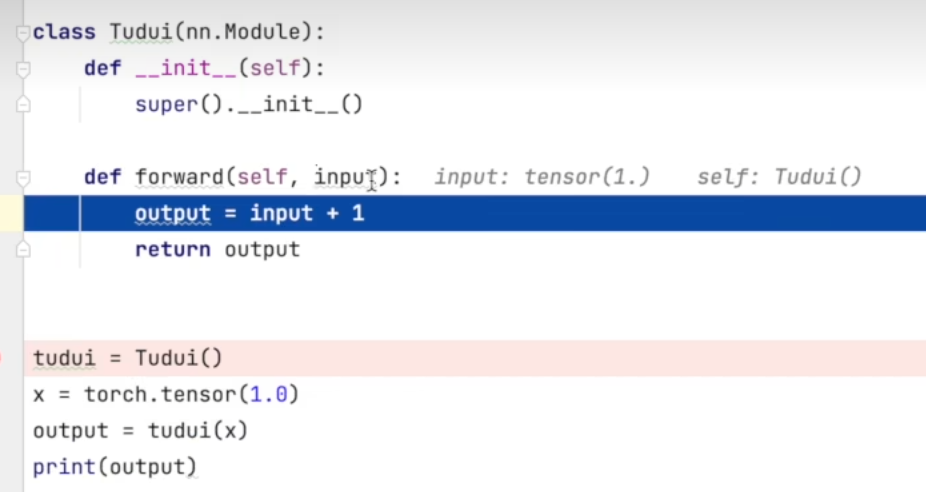 class Tudui(nn.Module):
    def __init__(self):
        super().__init__()
    def forward(self, input):   input: tensor(1.)    self: Tudui()
        output = input + 1
        return output
tudui = Tudui()
x = torch.tensor(1.0)
output = tudui(x)
print(output)